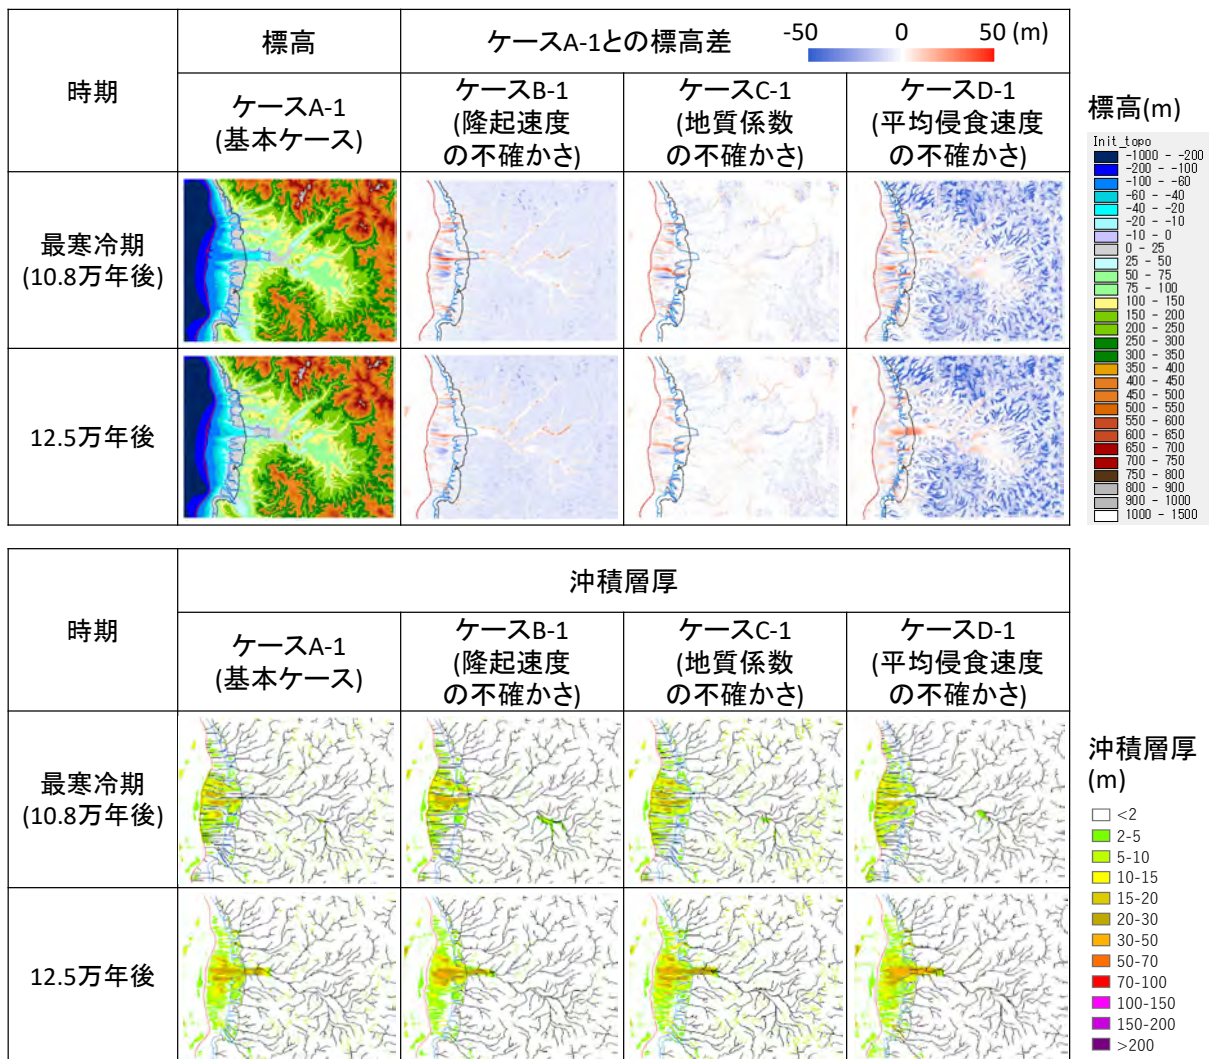 時期
標高
ケースA-1との標高差
-50 0 50 (m)
ケースA-1
(基本ケース)
ケースB-1
(隆起速度
の不確かさ)
ケースC-1
(地質係数
の不確かさ)
ケースD-1
(平均侵食速度
の不確かさ)
最寒冷期
(10.8万年後)
12.5万年後
標高(m)
Init_topo
-1000 - -200
-200 - -100
-100 - -60
-60 - -40
-40 - -20
-20 - -10
-10 - 0
0 - 25
25 - 50
50 - 75
75 - 100
100 - 150
150 - 200
200 - 250
250 - 300
300 - 350
350 - 400
400 - 450
450 - 500
500 - 550
550 - 600
600 - 650
650 - 700
700 - 750
750 - 800
800 - 900
900 - 1000
1000 - 1500
時期
沖積層厚
ケースA-1
(基本ケース)
ケースB-1
(隆起速度
の不確かさ)
ケースC-1
(地質係数
の不確かさ)
ケースD-1
(平均侵食速度
の不確かさ)
最寒冷期
(10.8万年後)
12.5万年後
沖積層厚
(m)
<2
2-5
5-10
10-15
15-20
20-30
30-50
50-70
70-100
100-150
150-200
>200